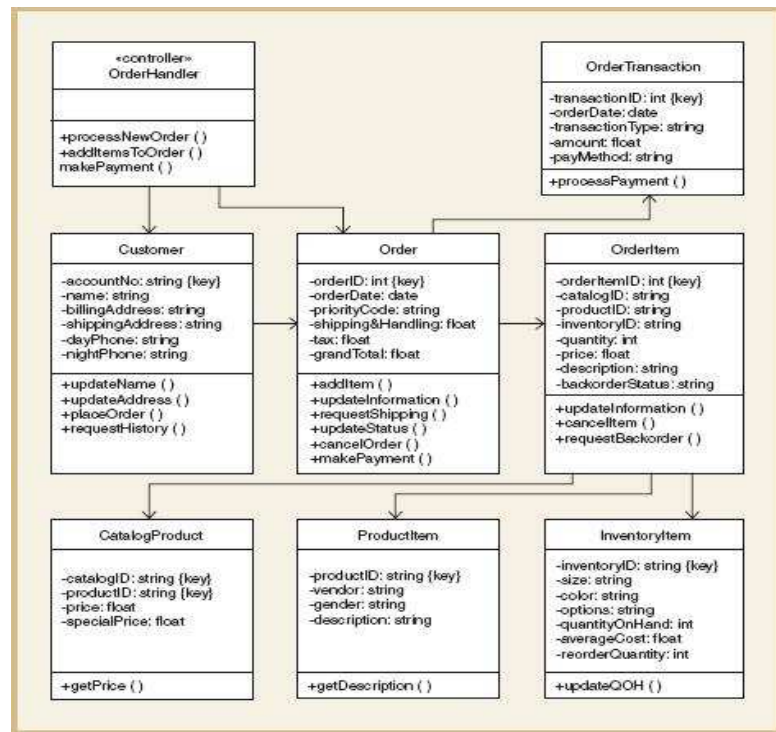 «controller»
OrderHandler
+processNewOrder ( )
+addItemsToOrder ( )
makePayment ( )
OrderTransaction
-transactionID: int {key}
-orderDate: date
-transactionType: string
-amount: float
-payMethod: string
+processPayment ( )
Customer
-accountNo: string {key}
-name: string
-billingAddress: string
-shippingAddress: string
-dayPhone: string
-nightPhone: string
+updateName ( )
+updateAddress ( )
+placeOrder ( )
+requestHistory ( )
Order
-orderID: int {key}
-orderDate: date
-priorityCode: string
-shipping&Handling: float
-tax: float
-grandTotal: float
+addItem ( )
+updateInformation ( )
+requestShipping ( )
+updateStatus ( )
+cancelOrder ( )
+makePayment ( )
OrderItem
-orderItemID: int {key}
-catalogID: string
-productID: string
-inventoryID: string
-quantity: int
-price: float
-description: string
-backorderStatus: string
+updateInformation ( )
+cancelItem ( )
+requestBackorder ( )
CatalogProduct
-catalogID: string {key}
-productID: string {key}
-price: float
-specialPrice: float
+getPrice ( )
ProductItem
-productID: string {key}
-vendor: string
-gender: string
-description: string
+getDescription ( )
InventoryItem
-inventoryID: string {key}
-size: string
-color: string
-options: string
-quantityOnHand: int
-averageCost: float
-reorderQuantity: int
+updateQOH ( )